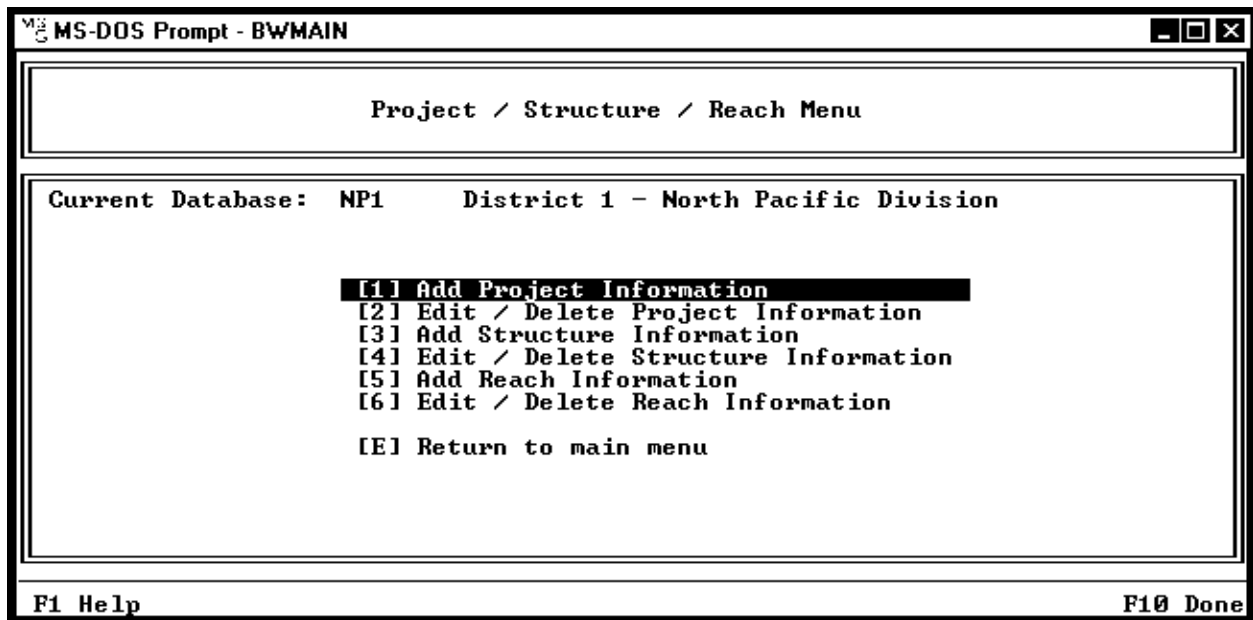 MS-DOS Prompt - BWMAIN
Project / Structure / Reach Menu
Current Database: NP1 District 1 - North Pacific Division
[1] Add Project Information
[2] Edit / Delete Project Information
[3] Add Structure Information
[4] Edit / Delete Structure Information
[5] Add Reach Information
[6] Edit / Delete Reach Information
[E] Return to main menu
F1 Help F10 Done